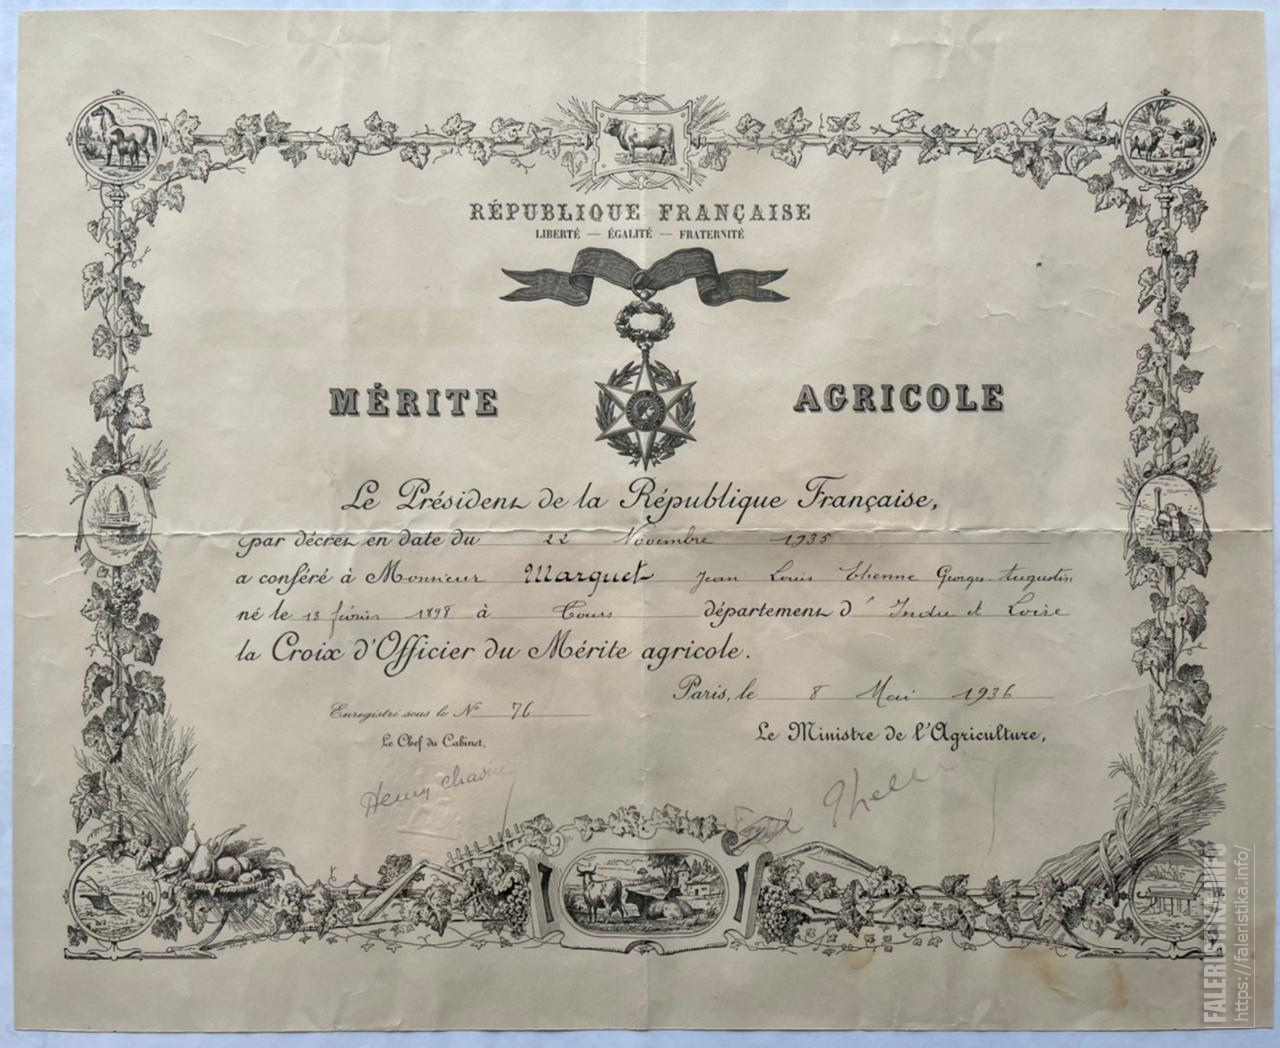 RÉPUBLIQUE FRANÇAISE
LIBERTÉ — ÉGALITÉ — FRATERNITÉ
MÉRITE AGRICOLE
Le Président de la République Française,
par décret en date du 22 Novembre 1935
a conféré à Monsieur Marquet Jean Louis Etienne Georges Augustin
né le 13 février 1898 à Tours département d' Indre et Loire
la Croix d'Officier du Mérite agricole.
Paris, le 8 Mai 1936
Enregistré sous le N° 76
Le Chef du Cabinet,
Le Ministre de l'Agriculture,
Henry
FALERISTIKA.INFO
https://faleristika.info/